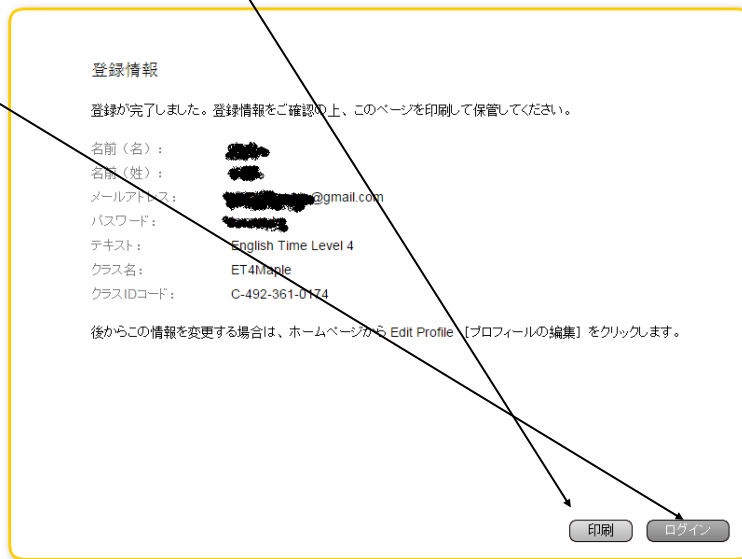 登録情報
登録が完了しました。登録情報をご確認の上、このページを印刷して保管してください。
名前（名）：
名前（姓）：
メールアドレス： @gmail.com
パスワード：
テキスト： English Time Level 4
クラス名： ET4Maple
クラスIDコード： C-492-361-0174
後からこの情報を変更する場合は、ホームページから Edit Profile [プロフィールの編集] をクリックします。
印刷 ログイン